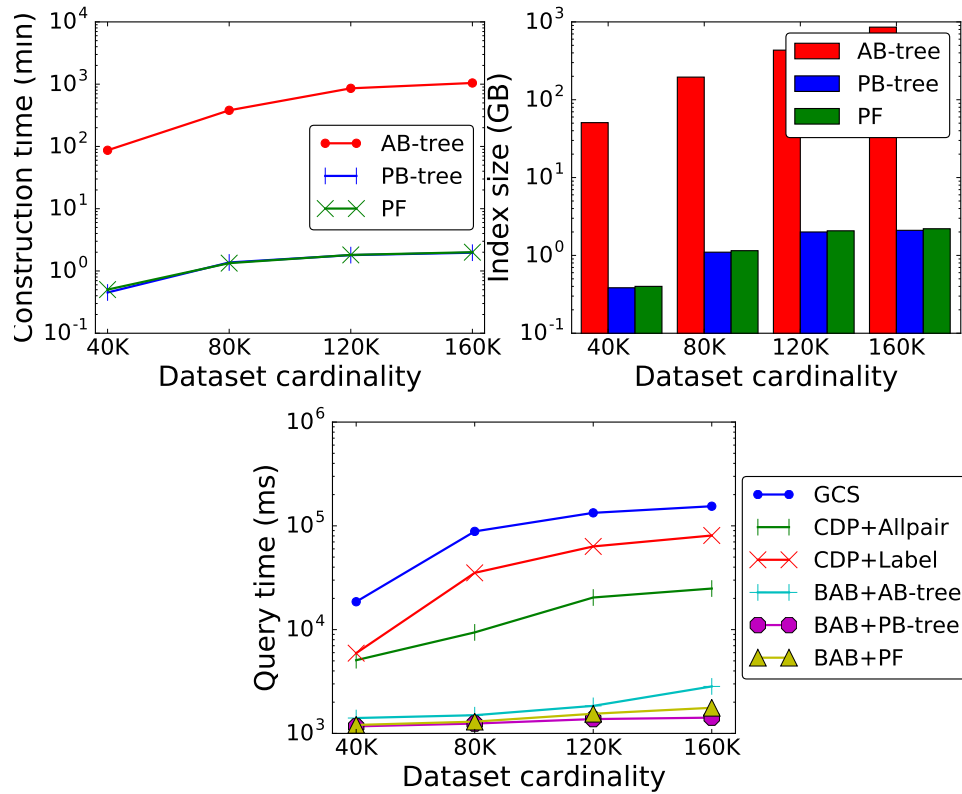 Construction time (min)
10^4
10^3
10^2
10^1
10^0
10^-1
AB-tree
PB-tree
PF
40K 80K 120K 160K
Dataset cardinality
Index size (GB)
10^3
10^2
10^1
10^0
10^-1
AB-tree
PB-tree
PF
40K 80K 120K 160K
Dataset cardinality
Query time (ms)
10^6
10^5
10^4
10^3
40K 80K 120K 160K
Dataset cardinality
GCS
CDP+Allpair
CDP+Label
BAB+AB-tree
BAB+PB-tree
BAB+PF